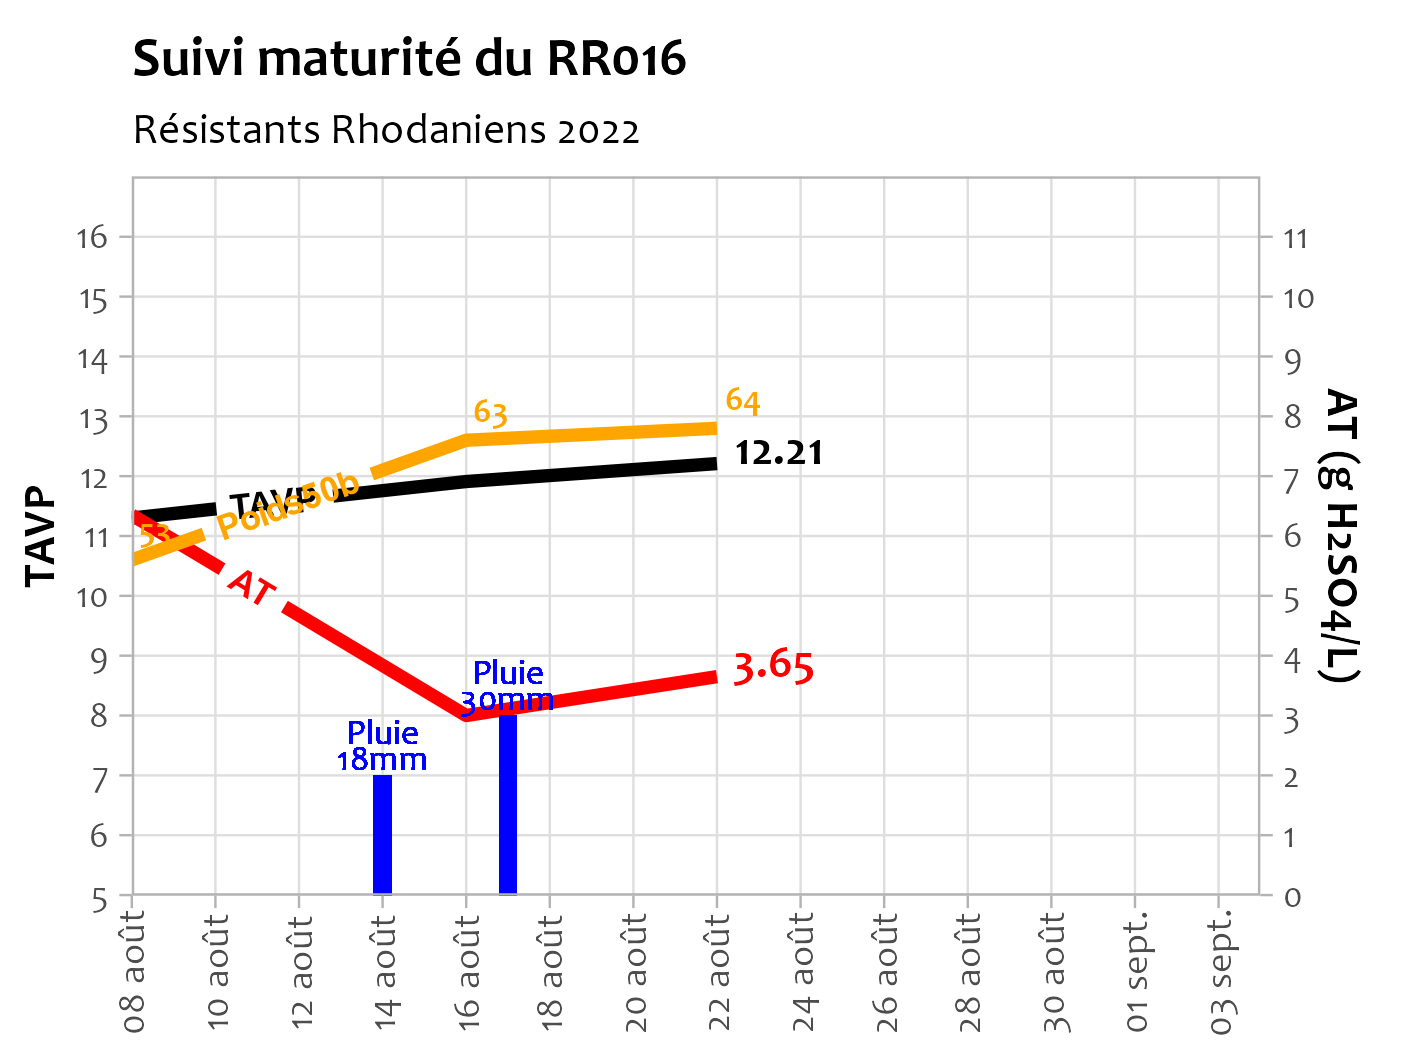 Suivi maturité du RR016
Résistants Rhodaniens 2022
16
15
14
13
12
11
10
9
8
7
6
5
TAVP
11
10
9
8
7
6
5
4
3
2
1
0
AT (g H2SO4/L)
63
64
12.21
TAVP
Poids50b
53
AT
3.65
Pluie
30mm
Pluie
18mm
08 août
10 août
12 août
14 août
16 août
18 août
20 août
22 août
24 août
26 août
28 août
30 août
01 sept.
03 sept.